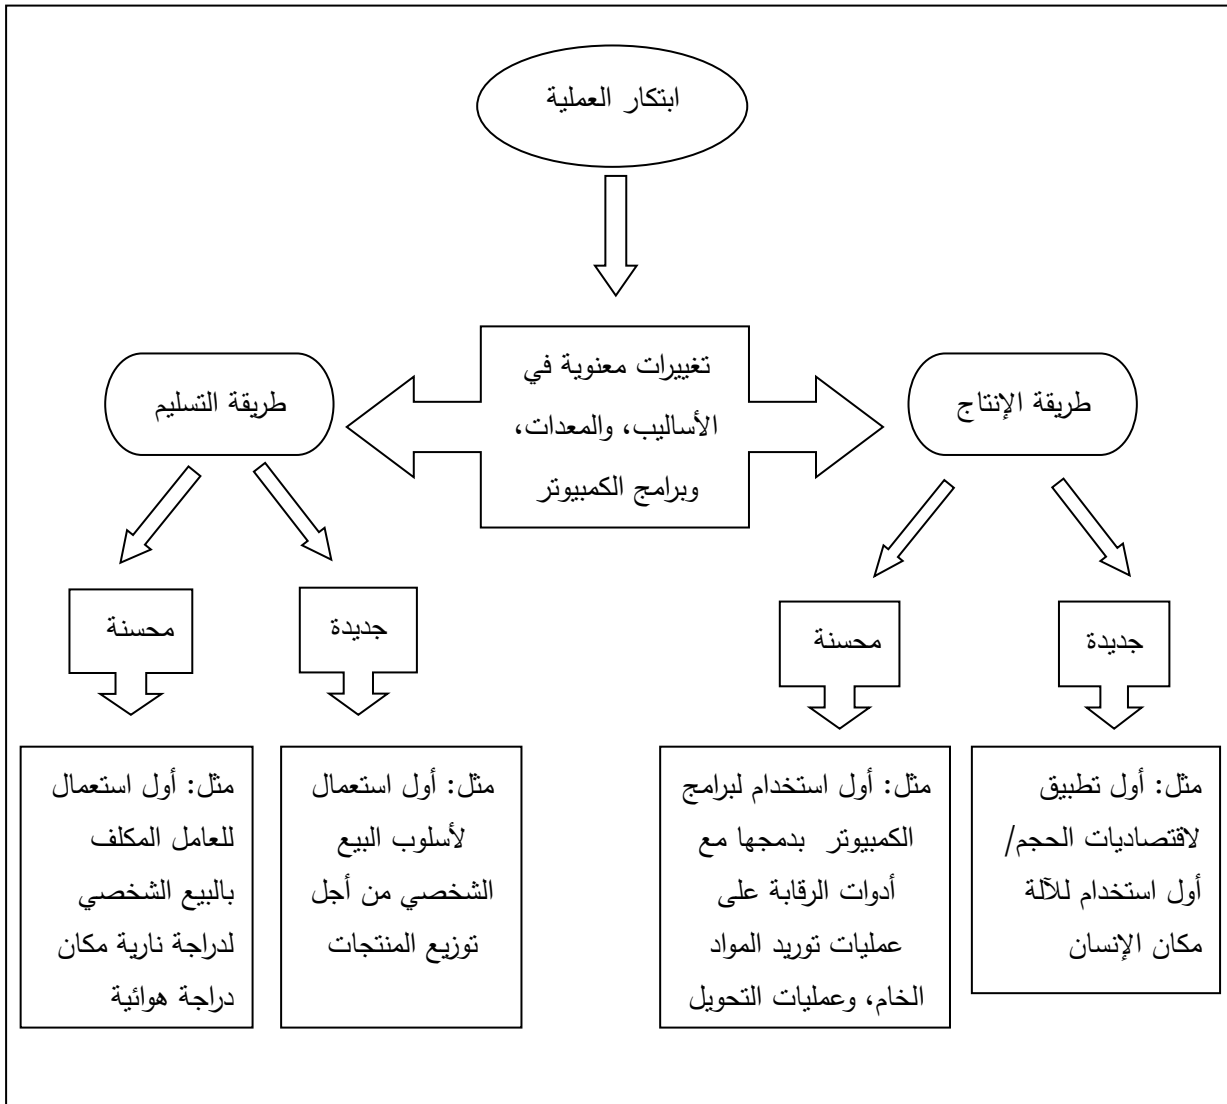 ابتكار العملية
تغييرات معنوية في
الأساليب، والمعدات،
وبرامج الكمبيوتر
طريقة الإنتاج
طريقة التسليم
جديدة
محسنة
جديدة
محسنة
مثل: أول تطبيق
لاقتصاديات الحجم/
أول استخدام للآلة
مكان الإنسان
مثل: أول استخدام لبرامج
الكمبيوتر بدمجها مع
أدوات الرقابة على
عمليات توريد المواد
الخام، وعمليات التحويل
مثل: أول استعمال
لأسلوب البيع
الشخصي من أجل
توزيع المنتجات
مثل: أول استعمال
للعامل المكلف
بالبيع الشخصي
لدراجة نارية مكان
دراجة هوائية